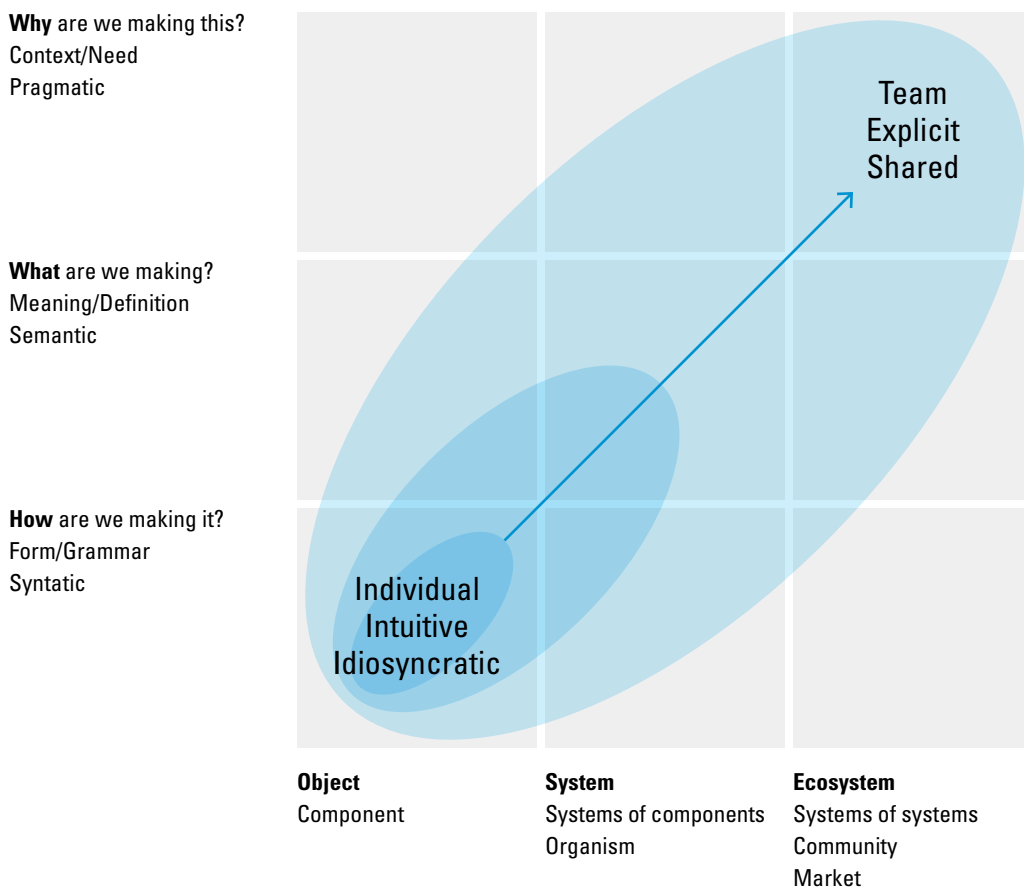 Why are we making this?
Context/Need
Pragmatic
Team
Explicit
Shared
What are we making?
Meaning/Definition
Semantic
How are we making it?
Form/Grammar
Syntatic
Individual
Intuitive
Idiosyncratic
Object
Component
System
Systems of components
Organism
Ecosystem
Systems of systems
Community
Market